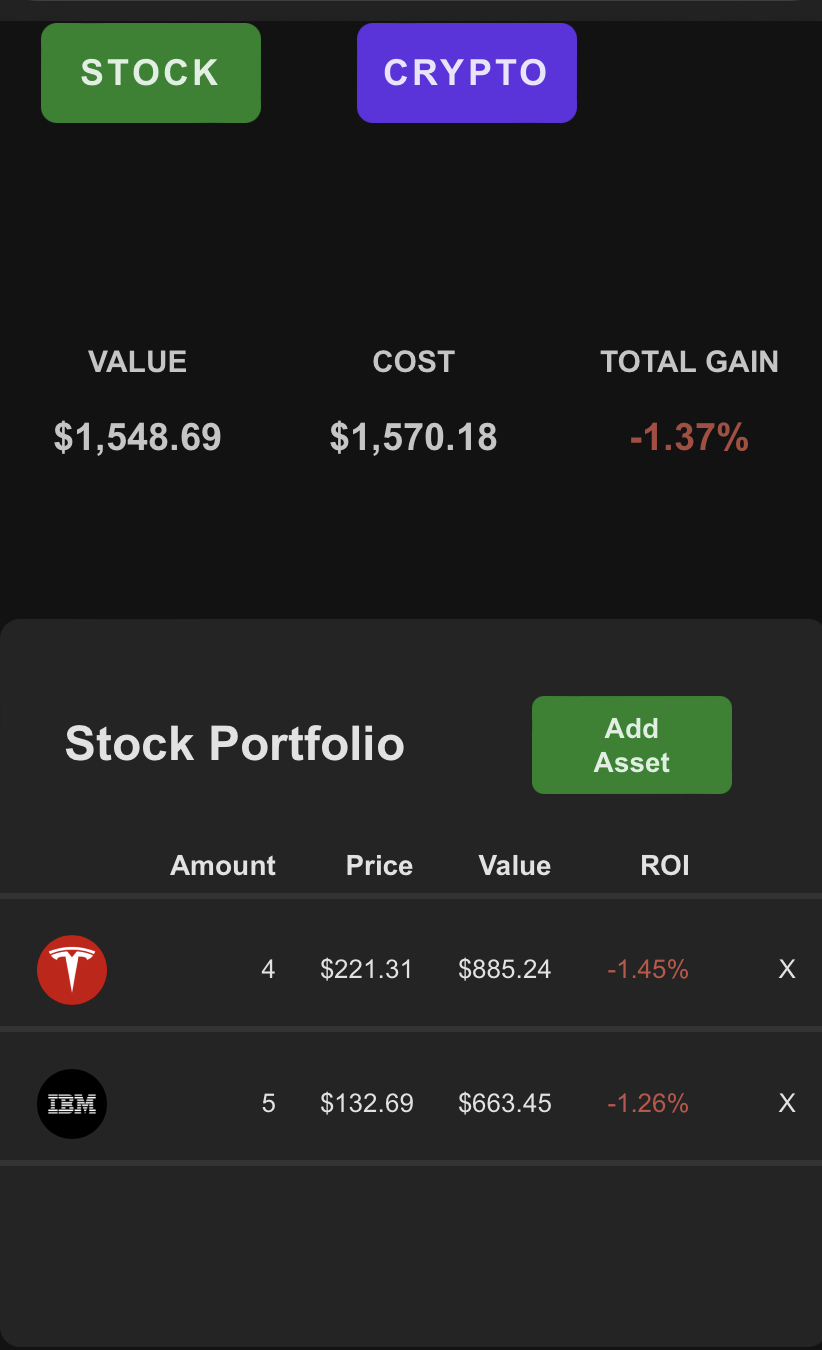 STOCK CRYPTO
VALUE COST TOTAL GAIN
$1,548.69 $1,570.18 -1.37%
Stock Portfolio
Add
Asset
Amount Price Value ROI
4 $221.31 $885.24 -1.45% X
IBM 5 $132.69 $663.45 -1.26% X